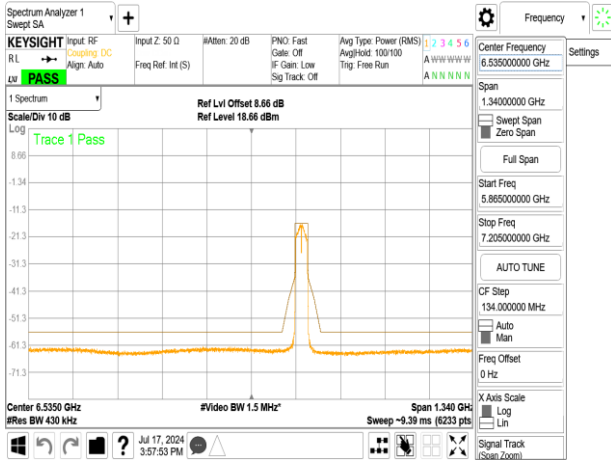 Spectrum Analyzer 1
Swept SA
+
Frequency
KEYSIGHT
RL
LXI
PASS
Input: RF
Coupling: DC
Align: Auto
Input Z: 50 Ω
Freq Ref: Int (S)
#Atten: 20 dB
PNO: Fast
Gate: Off
IF Gain: Low
Sig Track: Off
Avg Type: Power (RMS)
Avg|Hold: 100/100
Trig: Free Run
1 2 3 4 5 6
A W W W W W
A N N N N N
1 Spectrum
Scale/Div 10 dB
Ref Lvl Offset 8.66 dB
Ref Level 18.66 dBm
Log
Trace 1 Pass
8.66
-1.34
-11.3
-21.3
-31.3
-41.3
-51.3
-61.3
-71.3
Center 6.5350 GHz
#Res BW 430 kHz
#Video BW 1.5 MHz*
Span 1.340 GHz
Sweep ~9.39 ms (6233 pts
?
Jul 17, 2024
3:57:53 PM
Center Frequency
6.535000000 GHz
Span
1.34000000 GHz
Swept Span
Zero Span
Full Span
Start Freq
5.865000000 GHz
Stop Freq
7.205000000 GHz
AUTO TUNE
CF Step
134.000000 MHz
Auto
Man
Freq Offset
0 Hz
X Axis Scale
Log
Lin
Signal Track
(Span Zoom)
Settings